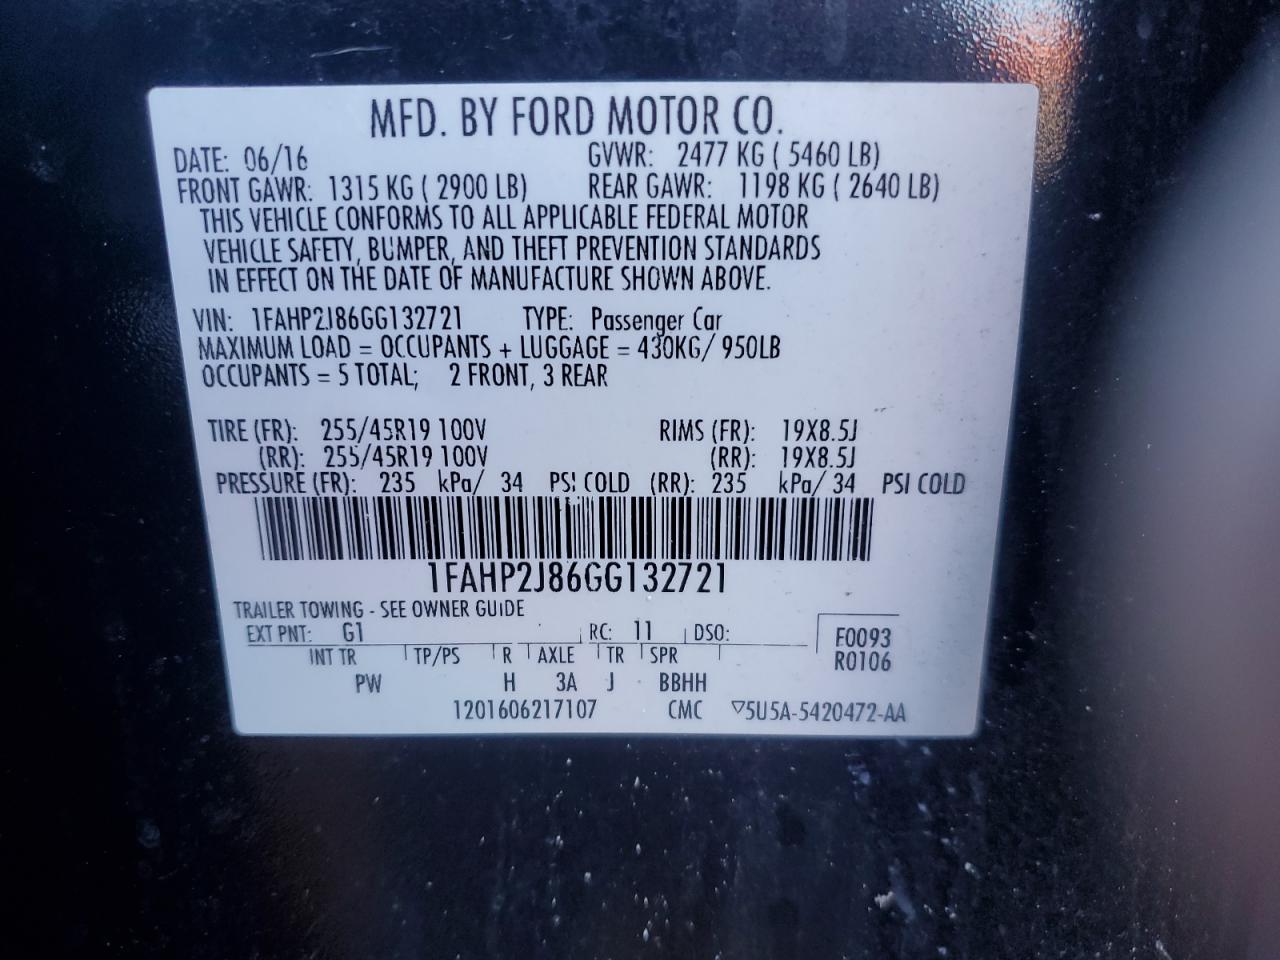 MFD. BY FORD MOTOR CO.
DATE: 06/16 GVWR: 2477 KG ( 5460 LB)
FRONT GAWR: 1315 KG ( 2900 LB) REAR GAWR: 1198 KG ( 2640 LB)
THIS VEHICLE CONFORMS TO ALL APPLICABLE FEDERAL MOTOR
VEHICLE SAFETY, BUMPER, AND THEFT PREVENTION STANDARDS
IN EFFECT ON THE DATE OF MANUFACTURE SHOWN ABOVE.
VIN: 1FAHP2J86GG132721 TYPE: Passenger Car
MAXIMUM LOAD = OCCUPANTS + LUGGAGE = 430KG/ 950LB
OCCUPANTS = 5 TOTAL; 2 FRONT, 3 REAR
TIRE (FR): 255/45R19 100V RIMS (FR): 19X8.5J
(RR): 255/45R19 100V (RR): 19X8.5J
PRESSURE (FR): 235 kPa/ 34 PSI COLD (RR): 235 kPa/ 34 PSI COLD
1FAHP2J86GG132721
TRAILER TOWING - SEE OWNER GUIDE
EXT PNT: G1 RC: 11 DSO: F0093
INT TR TP/PS R AXLE TR SPR R0106
PW H 3A J BBHH
1201606217107 CMC ▽5U5A-5420472-AA